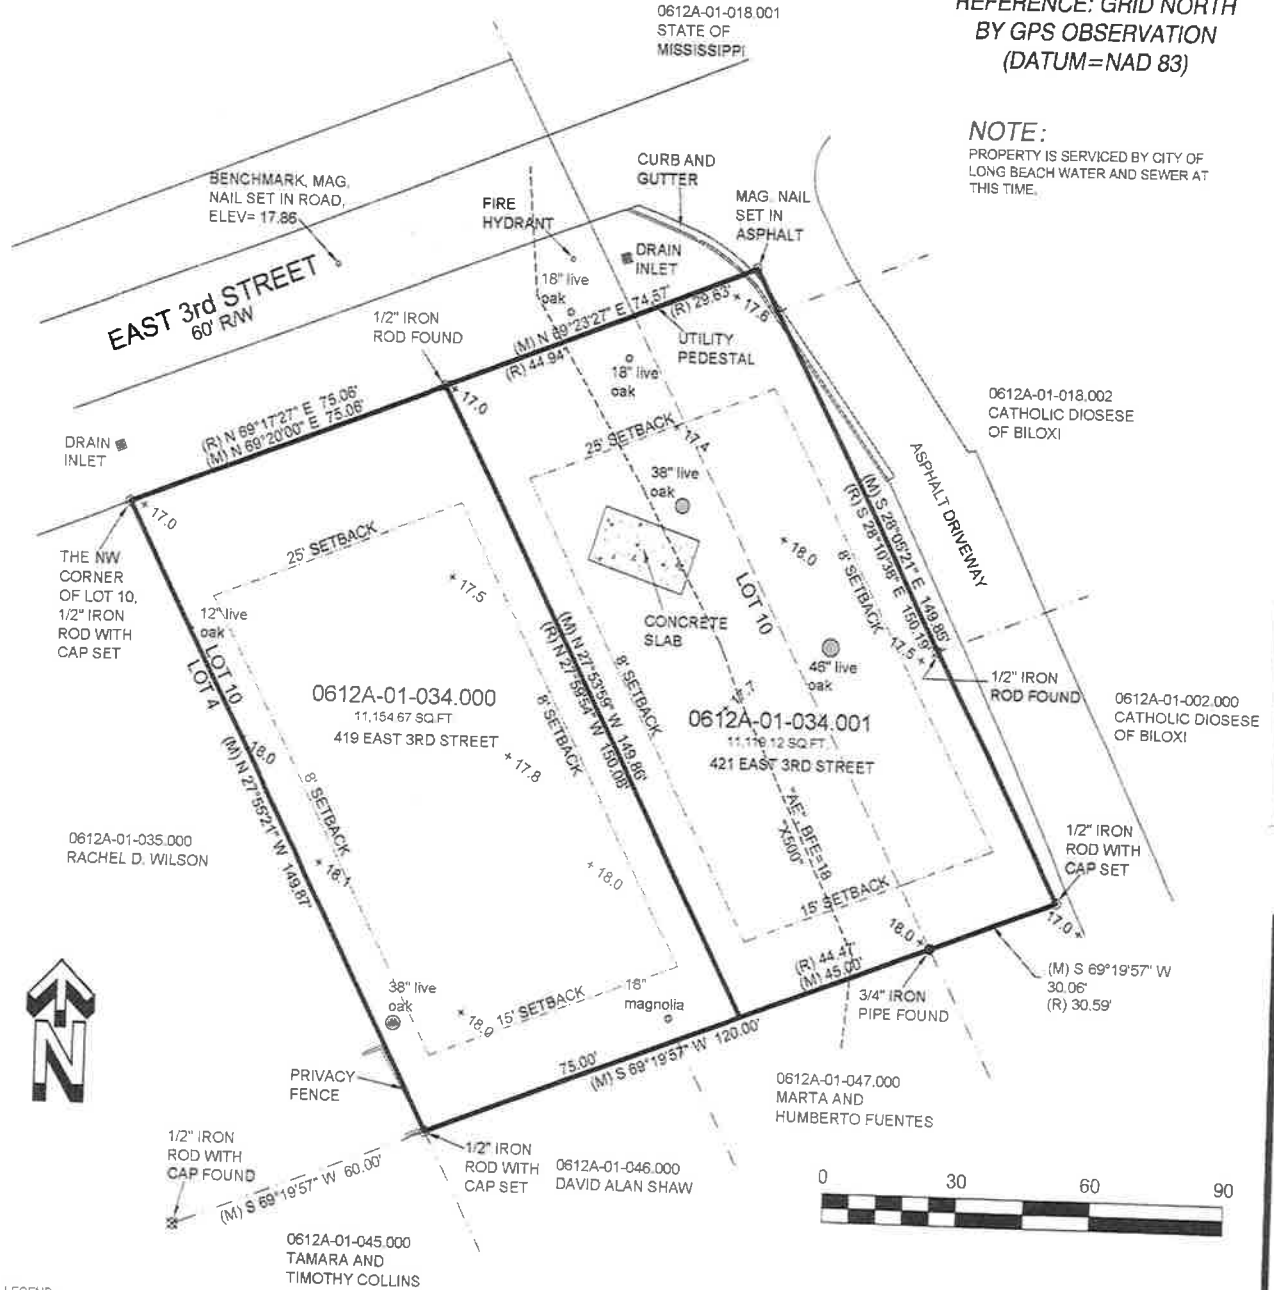 0612A-01-018.001
STATE OF
MISSISSIPPI
REFERENCE: GRID NORTH
BY GPS OBSERVATION
(DATUM=NAD 83)
NOTE:
PROPERTY IS SERVICED BY CITY OF
LONG BEACH WATER AND SEWER AT
THIS TIME.
BENCHMARK, MAG.
NAIL SET IN ROAD,
ELEV= 17.86
EAST 3rd STREET
60' R/W
FIRE
HYDRANT
CURB AND
GUTTER
MAG. NAIL
SET IN
ASPHALT
DRAIN
INLET
18" live
oak
1/2" IRON
ROD FOUND
(M) N 69°23'27" E 74.57'
(R) 44.94'
(R) 29.63'
17.6
UTILITY
PEDESTAL
18" live
oak
17.0
(R) N 69°17'27" E 75.06'
(M) N 69°20'00" E 75.06'
DRAIN
INLET
0612A-01-018.002
CATHOLIC DIOSESE
OF BILOXI
25' SETBACK
17.4
38" live
oak
ASPHALT DRIVEWAY
(M) S 28°05'21" E 149.85'
(R) S 28°10'38" E 150.19'
17.0
25' SETBACK
THE NW
CORNER
OF LOT 10,
1/2" IRON
ROD WITH
CAP SET
17.5
18.0
8' SETBACK
LOT 10
CONCRETE
SLAB
12" live
oak
LOT 10
LOT 4
(M) N 27°53'59" W 149.86'
(R) N 27°59'54" W 150.08'
8' SETBACK
8' SETBACK
17.5
46" live
oak
1/2" IRON
ROD FOUND
17.7
0612A-01-034.000
11,154.67 SQ.FT
419 EAST 3RD STREET
0612A-01-034.001
11,119.12 SQ.FT.
421 EAST 3RD STREET
0612A-01-002.000
CATHOLIC DIOSESE
OF BILOXI
18.0
17.8
(M) N 27°55'21" W 149.87'
8' SETBACK
"AE" - BFE=18
"X500"
0612A-01-035.000
RACHEL D. WILSON
18.1
18.0
1/2" IRON
ROD WITH
CAP SET
15' SETBACK
18.0
17.0
(R) 44.47'
(M) 45.00'
(M) S 69°19'57" W
30.06'
(R) 30.59'
3/4" IRON
PIPE FOUND
38" live
oak
18.0
15' SETBACK
magnolia
N
PRIVACY
FENCE
75.00'
(M) S 69°19'57" W 120.00'
0612A-01-047.000
MARTA AND
HUMBERTO FUENTES
1/2" IRON
ROD WITH
CAP FOUND
(M) S 69°19'57" W 60.00'
1/2" IRON
ROD WITH
CAP SET
0612A-01-046.000
DAVID ALAN SHAW
0 30 60 90
0612A-01-045.000
TAMARA AND
TIMOTHY COLLINS